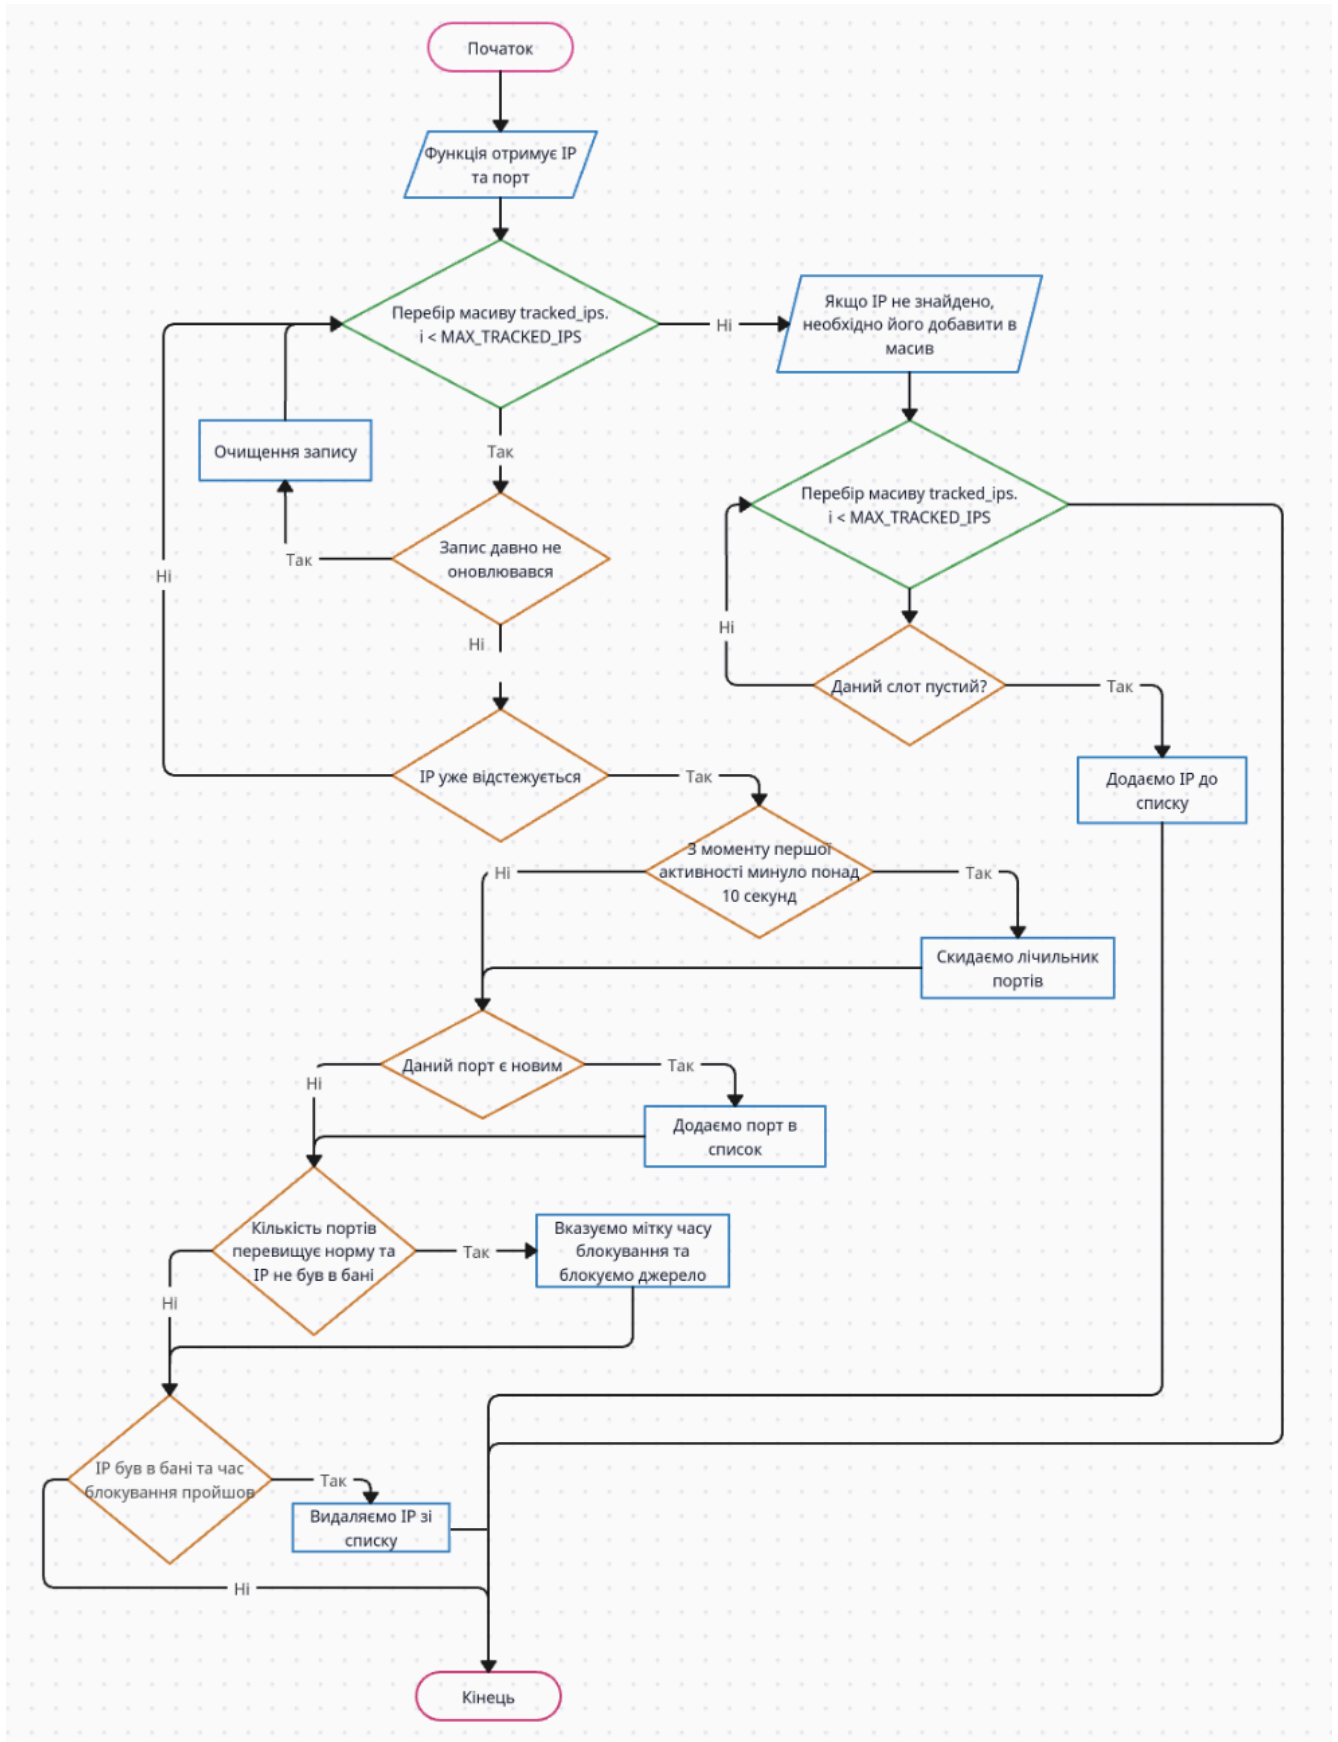 Початок
Функція отримує IP
та порт
Перебір масиву tracked_ips.
i < MAX_TRACKED_IPS
Ні
Якщо IP не знайдено,
необхідно його добавити в
масив
Так
Очищення запису
Перебір масиву tracked_ips.
i < MAX_TRACKED_IPS
Запис давно не
оновлювався
Так
Ні
Ні
Ні
Даний слот пустий?
Так
IP уже відстежується
Так
Додаємо IP до
списку
З моменту першої
активності минуло понад
10 секунд
Ні
Так
Скидаємо лічильник
портів
Даний порт є новим
Так
Ні
Додаємо порт в
список
Кількість портів
перевищує норму та
IP не був в бані
Так
Вказуємо мітку часу
блокування та
блокуємо джерело
Ні
IP був в бані та час
блокування пройшов
Так
Видаляємо IP зі
списку
Ні
Кінець